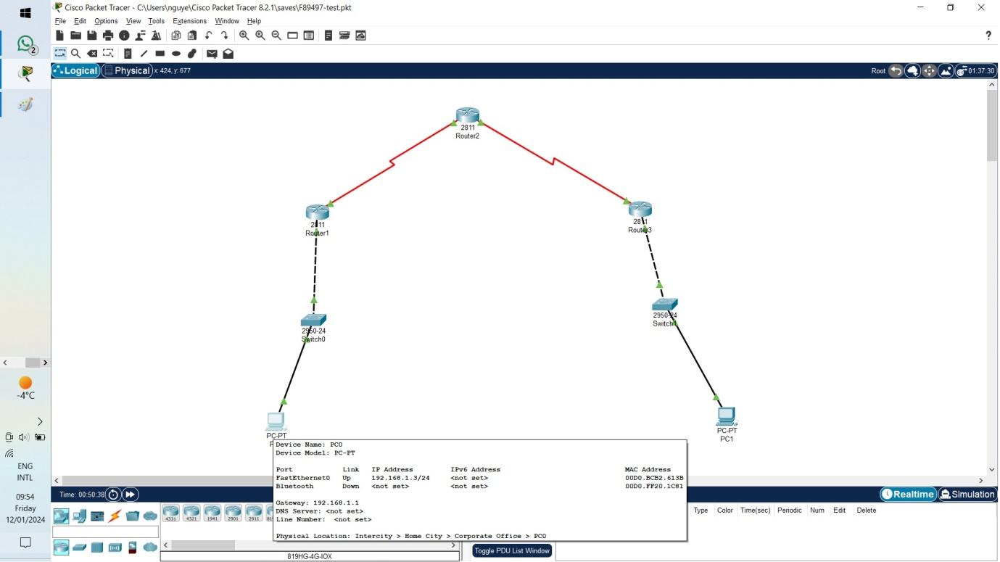 Cisco Packet Tracer - C:\Users\nguye\Cisco Packet Tracer 8.2.1\saves\F89497-test.pkt
File Edit Options View Tools Extensions Window Help
?
2
Logical Physical x: 424, y: 677 Root 01:37:30
2811
Router2
2811
Router1
2811
Router3
2950-24
Switch0
2950-24
Switch1
PC-PT
PC-PT
PC1
Device Name: PC0
Device Model: PC-PT
Port Link IP Address IPv6 Address MAC Address
FastEthernet0 Up 192.168.1.3/24 <not set> 00D0.BCB2.613B
Bluetooth Down <not set> <not set> 00D0.FF20.1C81
Gateway: 192.168.1.1
DNS Server: <not set>
Line Number: <not set>
Physical Location: Intercity > Home City > Corporate Office > PC0
-4°C
ENG
INTL
09:54
Friday
12/01/2024
Time: 00:50:38 Realtime Simulation
4331 4321 1941 2901 2911
Type Color Time(sec) Periodic Num Edit Delete
Toggle PDU List Window
819HG-4G-IOX